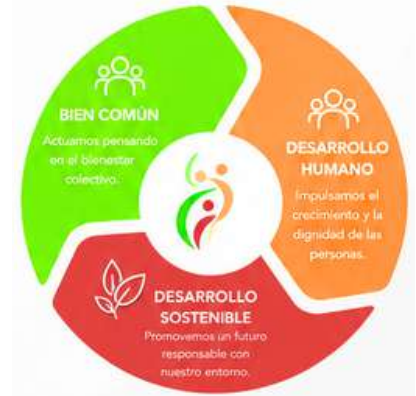 BIEN COMÚN
Actuamos pensando
en el bienestar
colectivo.
DESARROLLO
HUMANO
Impulsamos el
crecimiento y la
dignidad de las
personas.
DESARROLLO
SOSTENIBLE
Promovemos un futuro
responsable con
nuestro entorno.